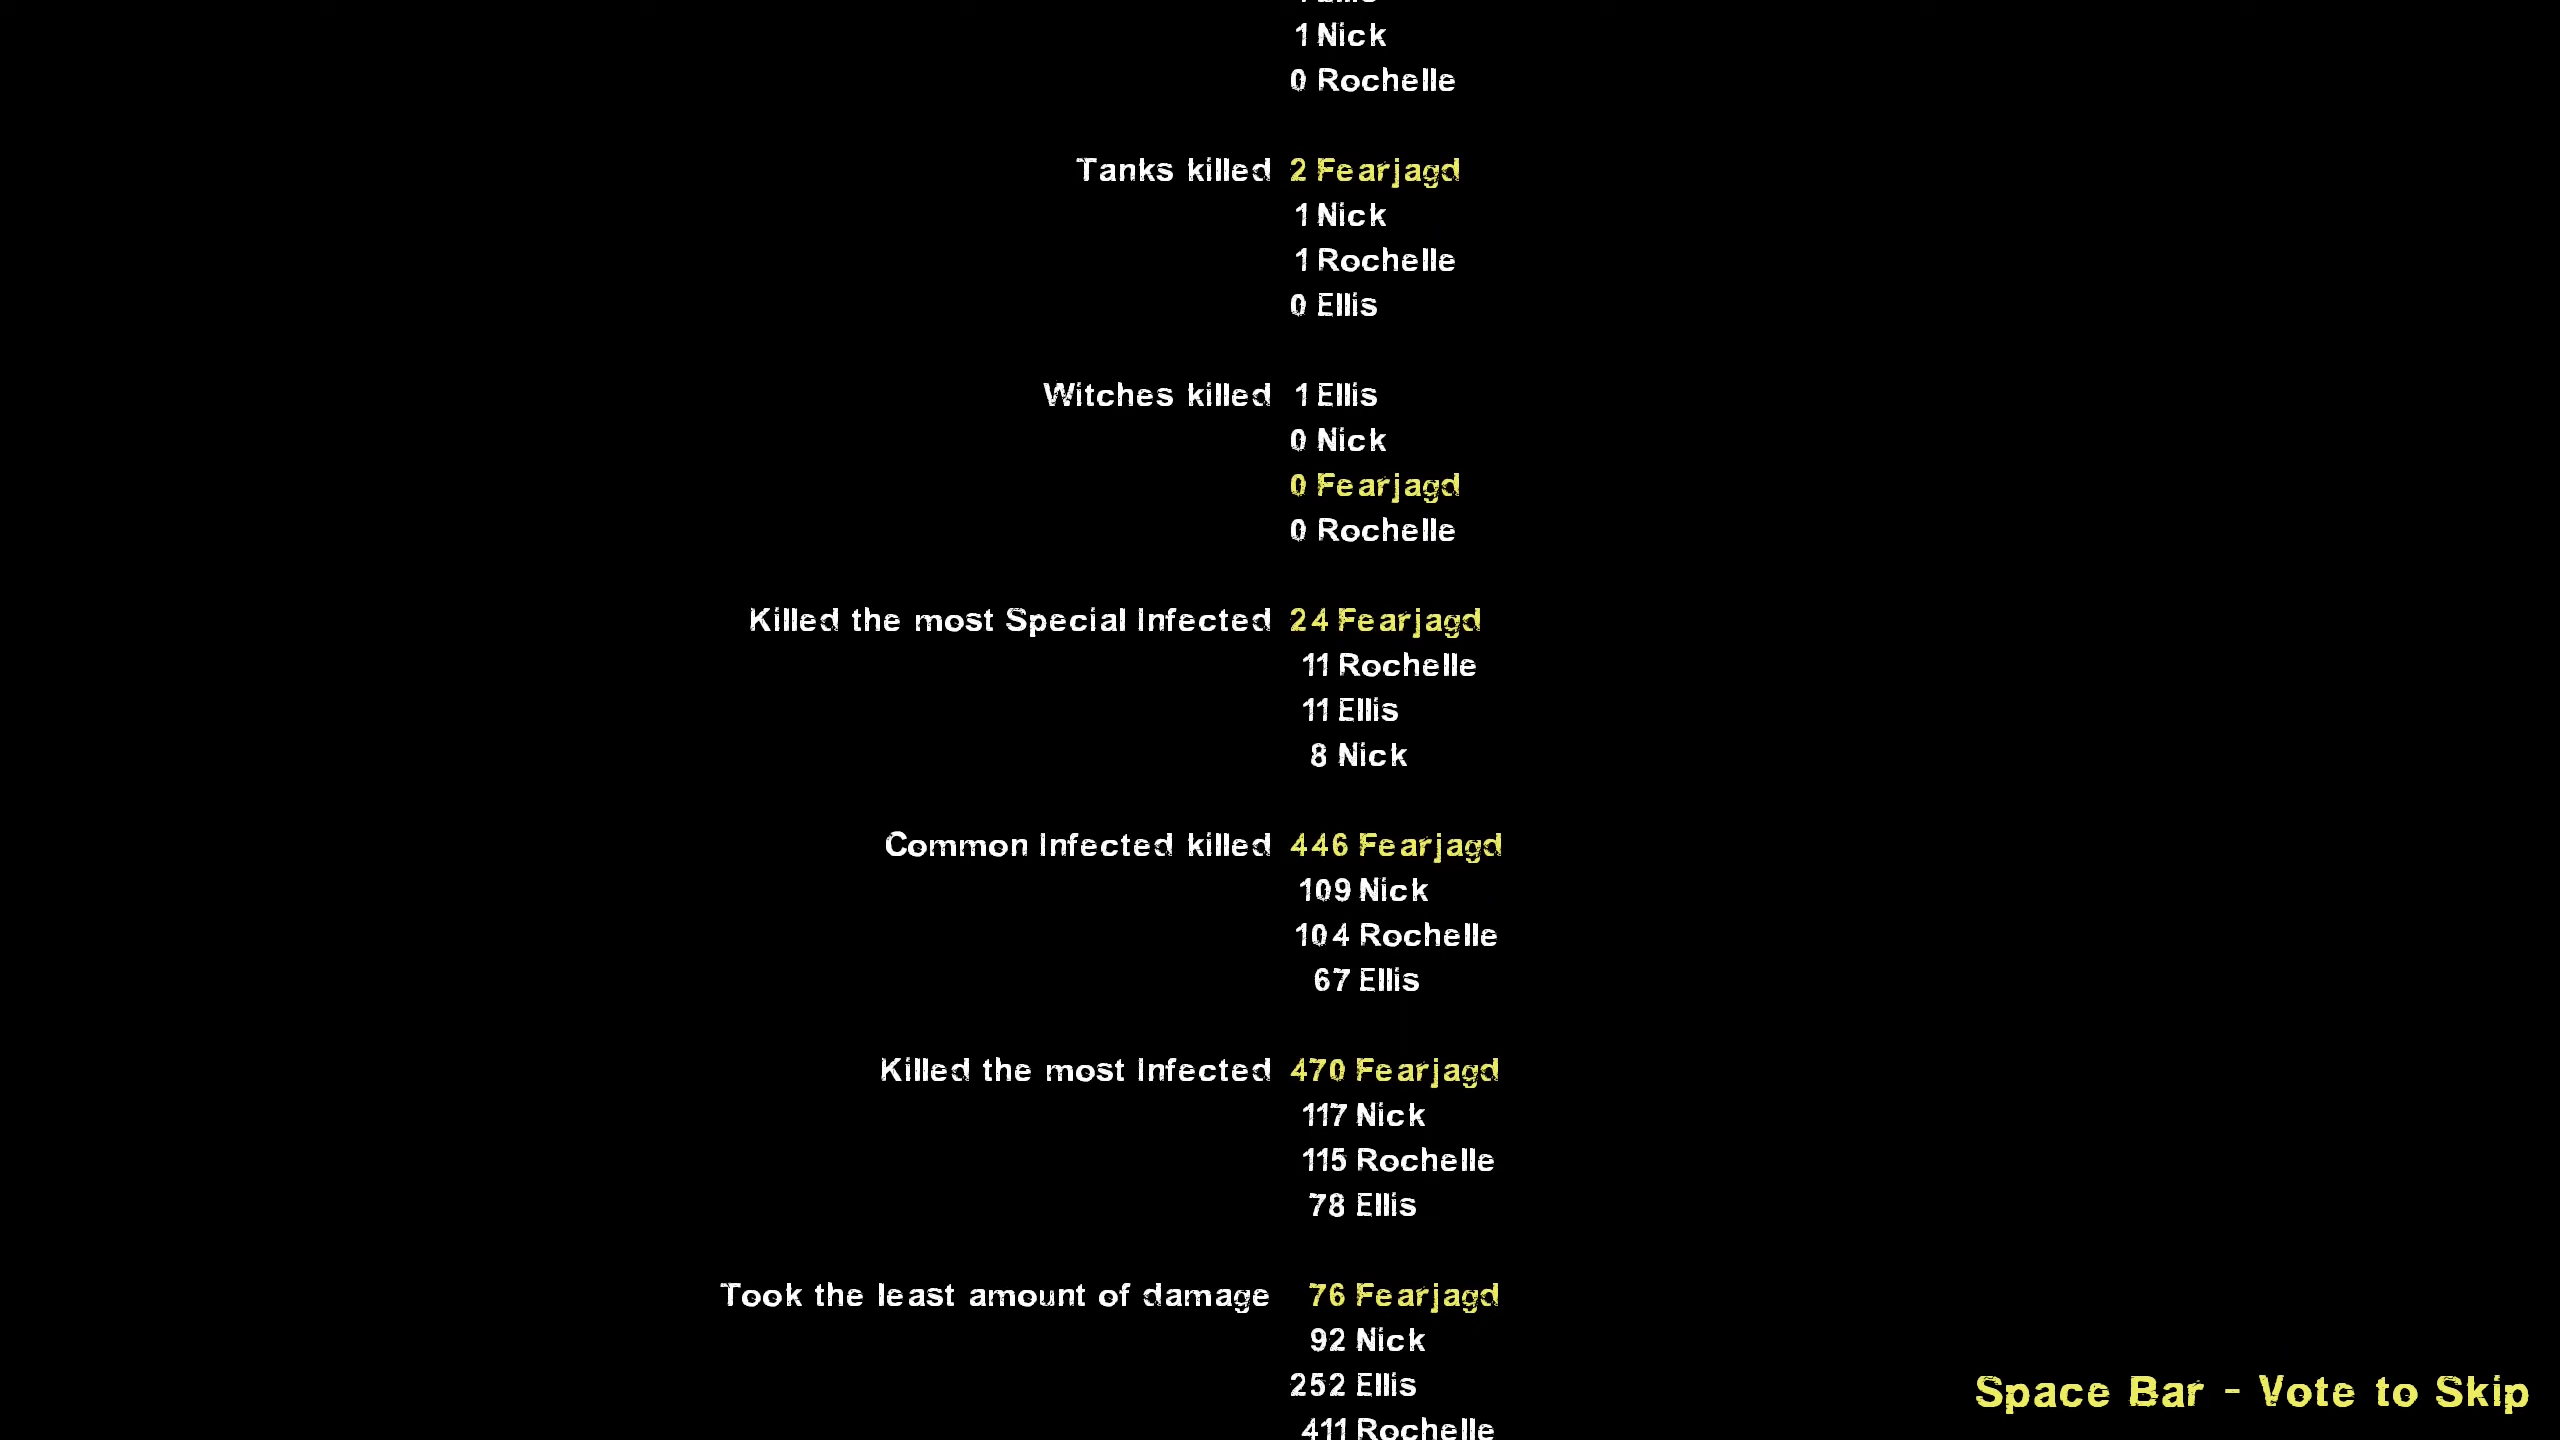 1 Nick
0 Rochelle
Tanks killed 2 Fearjagd
1 Nick
1 Rochelle
0 Ellis
Witches killed 1 Ellis
0 Nick
0 Fearjagd
0 Rochelle
Killed the most Special Infected 24 Fearjagd
11 Rochelle
11 Ellis
8 Nick
Common Infected killed 446 Fearjagd
109 Nick
104 Rochelle
67 Ellis
Killed the most Infected 470 Fearjagd
117 Nick
115 Rochelle
78 Ellis
Took the least amount of damage 76 Fearjagd
92 Nick
252 Ellis
411 Rochelle
Space Bar - Vote to Skip